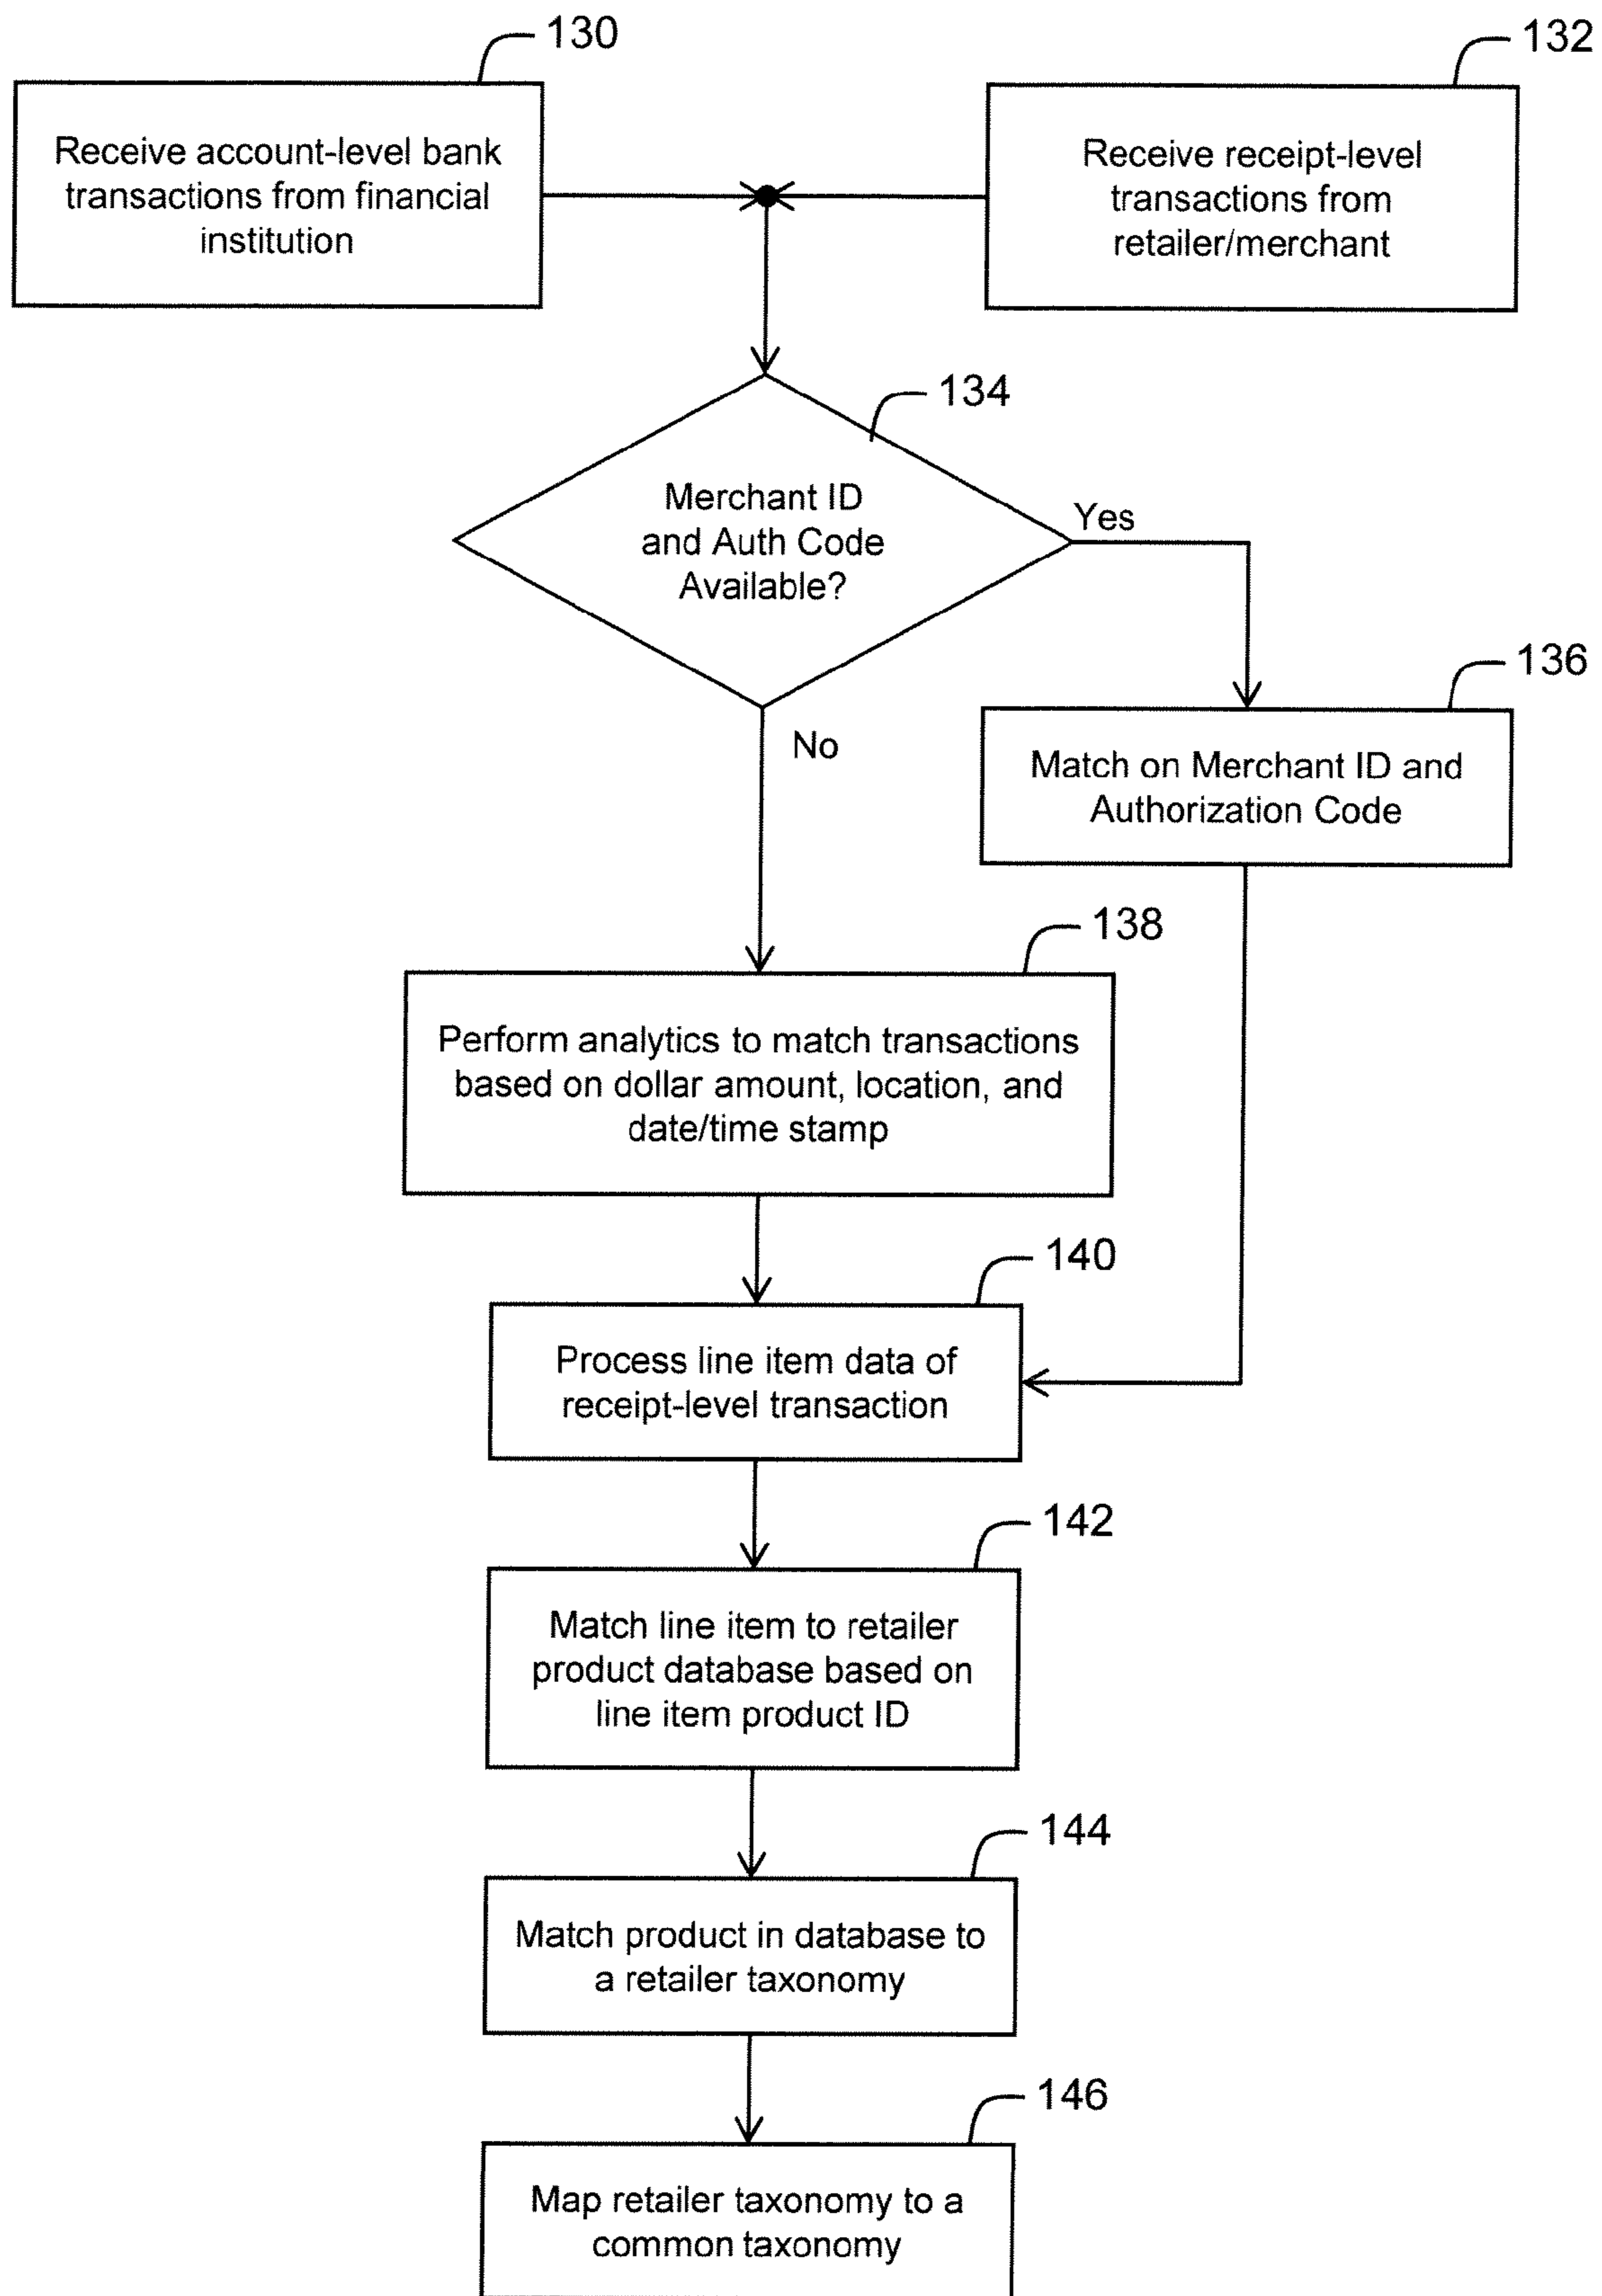 130
Receive account-level bank
transactions from financial
institution
132
Receive receipt-level
transactions from
retailer/merchant
134
Merchant ID
and Auth Code
Available?
Yes
No
136
Match on Merchant ID and
Authorization Code
138
Perform analytics to match transactions
based on dollar amount, location, and
date/time stamp
140
Process line item data of
receipt-level transaction
142
Match line item to retailer
product database based on
line item product ID
144
Match product in database to
a retailer taxonomy
146
Map retailer taxonomy to a
common taxonomy